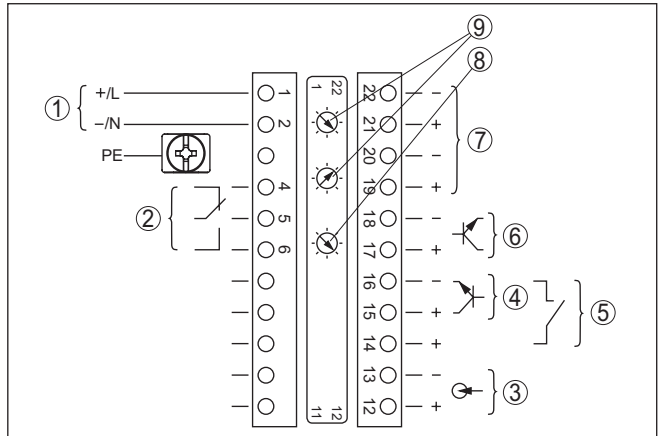 ⑨
⑧
① +/L 1 1 22 22 −
−/N 2 21 + ⑦
PE 20 −
② 4 19 +
5 18 − ⑥
6 17 +
16 − ④ ⑤
15 +
14 +
13 − ③
11 12 12 +